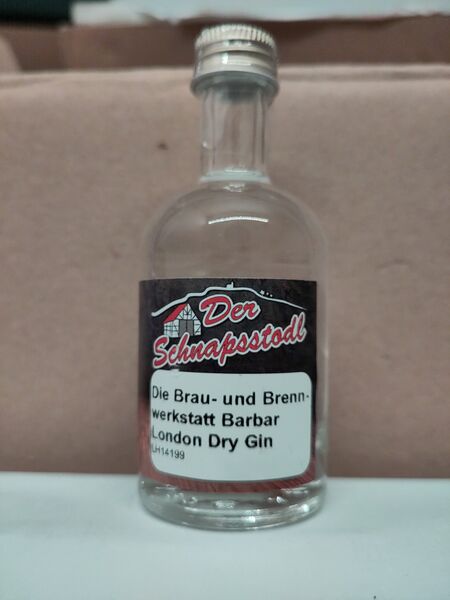 Der
Schnapsstodl
Die Brau- und Brenn-
werkstatt Barbar
London Dry Gin
LH14199